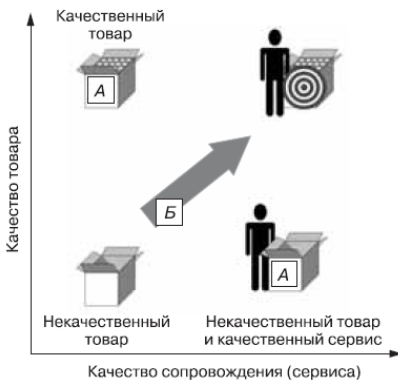 Качественный
товар
А
Б
А
Некачественный
товар
Некачественный товар
и качественный сервис
Качество товара
Качество сопровождения (сервиса)